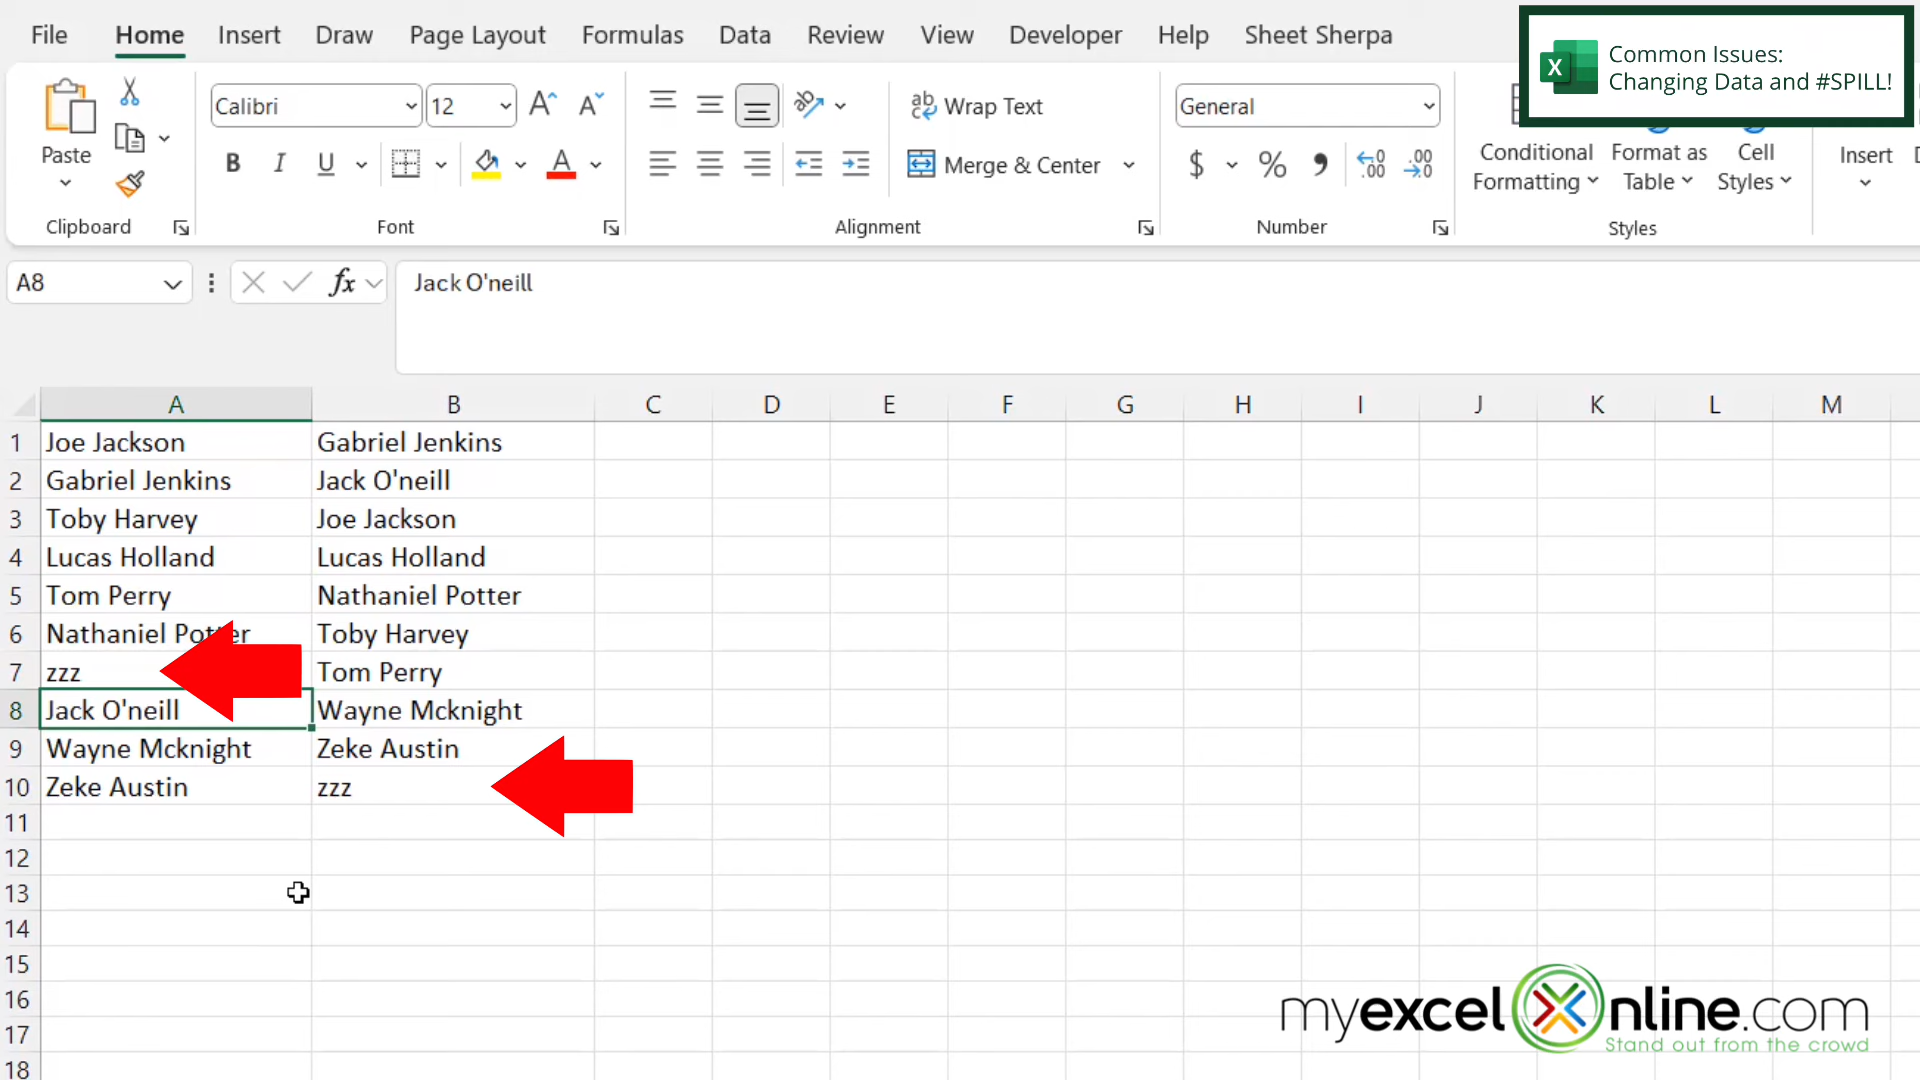 File Home Insert Draw Page Layout Formulas Data Review View Developer Help Sheet Sherpa
Common Issues:
Changing Data and #SPILL!
Paste
Clipboard
Calibri 12
B I U
Font
Wrap Text
Merge & Center
Alignment
General
$ % ,
Number
Conditional
Formatting
Format as
Table
Cell
Styles
Styles
Insert
A8 fx Jack O'neill
A B C D E F G H I J K L M
1 Joe Jackson Gabriel Jenkins
2 Gabriel Jenkins Jack O'neill
3 Toby Harvey Joe Jackson
4 Lucas Holland Lucas Holland
5 Tom Perry Nathaniel Potter
6 Nathaniel Potter Toby Harvey
7 zzz Tom Perry
8 Jack O'neill Wayne Mcknight
9 Wayne Mcknight Zeke Austin
10 Zeke Austin zzz
11
12
13
14
15
16
17
18
myexcelOnline.com
Stand out from the crowd